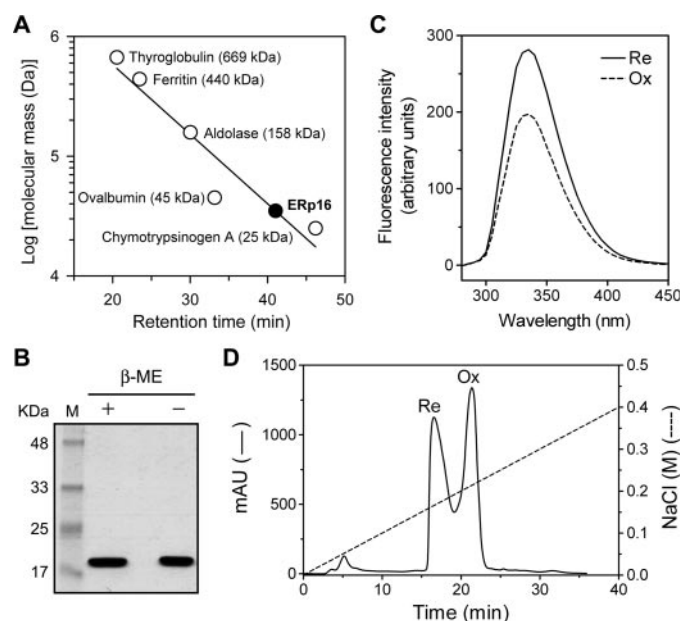 A
6
Thyroglobulin (669 kDa)
Ferritin (440 kDa)
Aldolase (158 kDa)
5
Ovalbumin (45 kDa)
ERp16
Chymotrypsinogen A (25 kDa)
4
Log [molecular mass (Da)]
20 30 40 50
Retention time (min)
B
β-ME
KDa M + −
48
33
25
17
C
300
200
100
0
Fluorescence intensity
(arbitrary units)
Re
Ox
300 350 400 450
Wavelength (nm)
D
1500
1000
500
0
mAU (—)
Re
Ox
0.5
0.4
0.3
0.2
0.1
0.0
NaCl (M) (----)
0 10 20 30 40
Time (min)